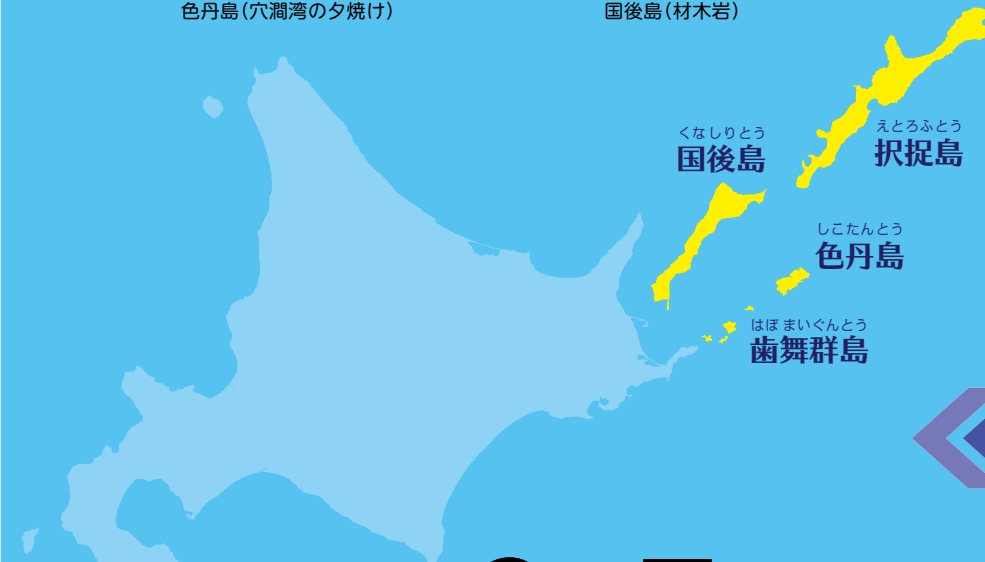 色丹島（穴澗湾の夕焼け）
国後島（材木岩）
くなしりとう
国後島
えとろふとう
択捉島
しこたんとう
色丹島
はぼまいぐんとう
歯舞群島